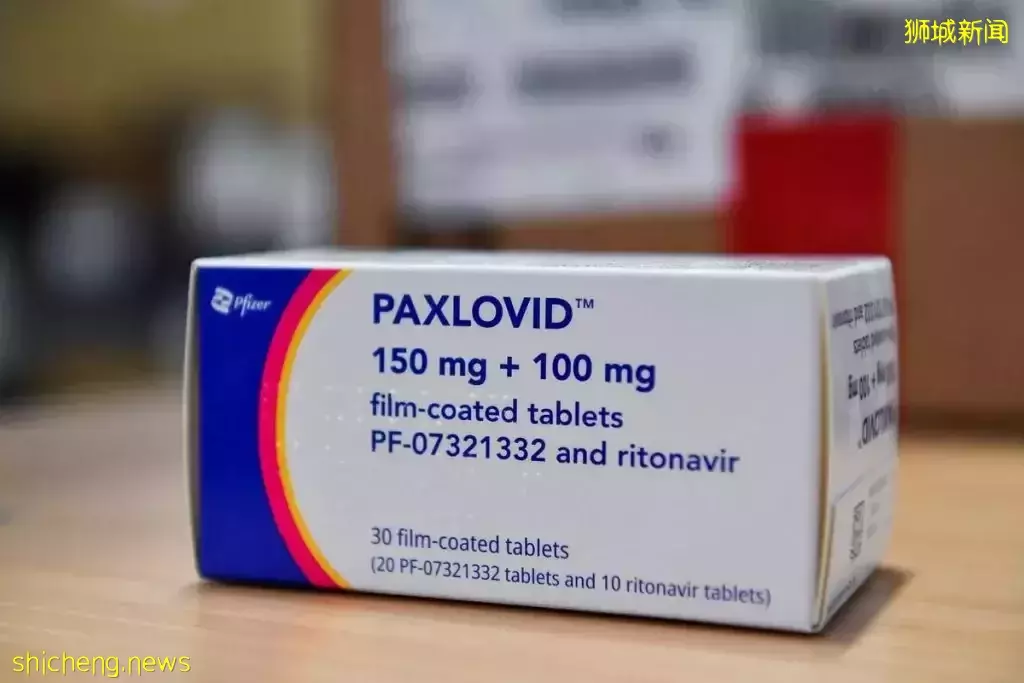 狮城新闻
Pfizer
PAXLOVID™
150 mg + 100 mg
film-coated tablets
PF-07321332 and ritonavir
30 film-coated tablets
(20 PF-07321332 tablets and 10 ritonavir tablets)
shicheng.news